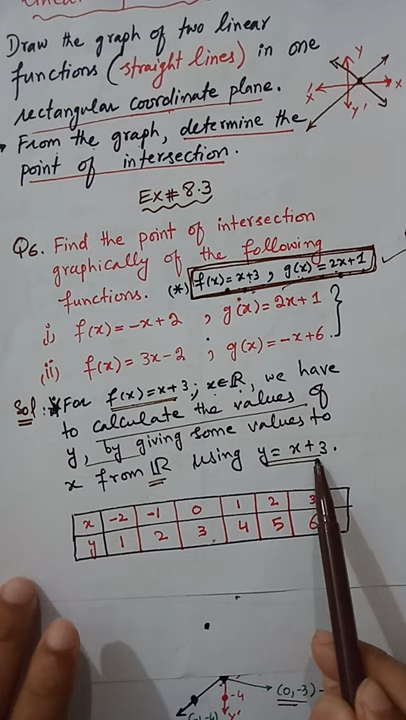 Draw the graph of two linear
functions (straight lines) in one
rectangular coordinate plane.
From the graph, determine the
point of intersection.
Y
X' X
Y'
EX# 8.3
Q6. Find the point of intersection
graphically of the following
functions. (*) f(x)=x+3 , g(x)=2x+1
i) f(x)=-x+2 , g(x)=2x+1
(ii) f(x)=3x-2 ; g(x)=-x+6.
Sol: * For f(x)=x+3; x∈ℝ, we have
to calculate the values of
y, by giving some values to
x from ℝ using y=x+3.
x -2 -1 0 1 2 3
y 1 2 3 4 5 6
-4 (0,-3)
Y'